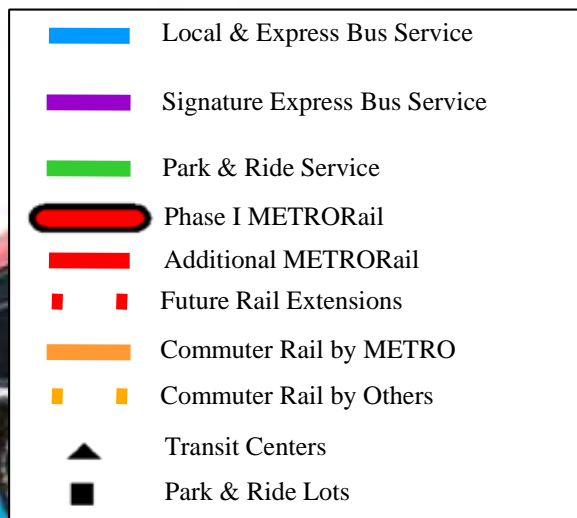 Local & Express Bus Service
Signature Express Bus Service
Park & Ride Service
Phase I METRORail
Additional METRORail
Future Rail Extensions
Commuter Rail by METRO
Commuter Rail by Others
Transit Centers
Park & Ride Lots